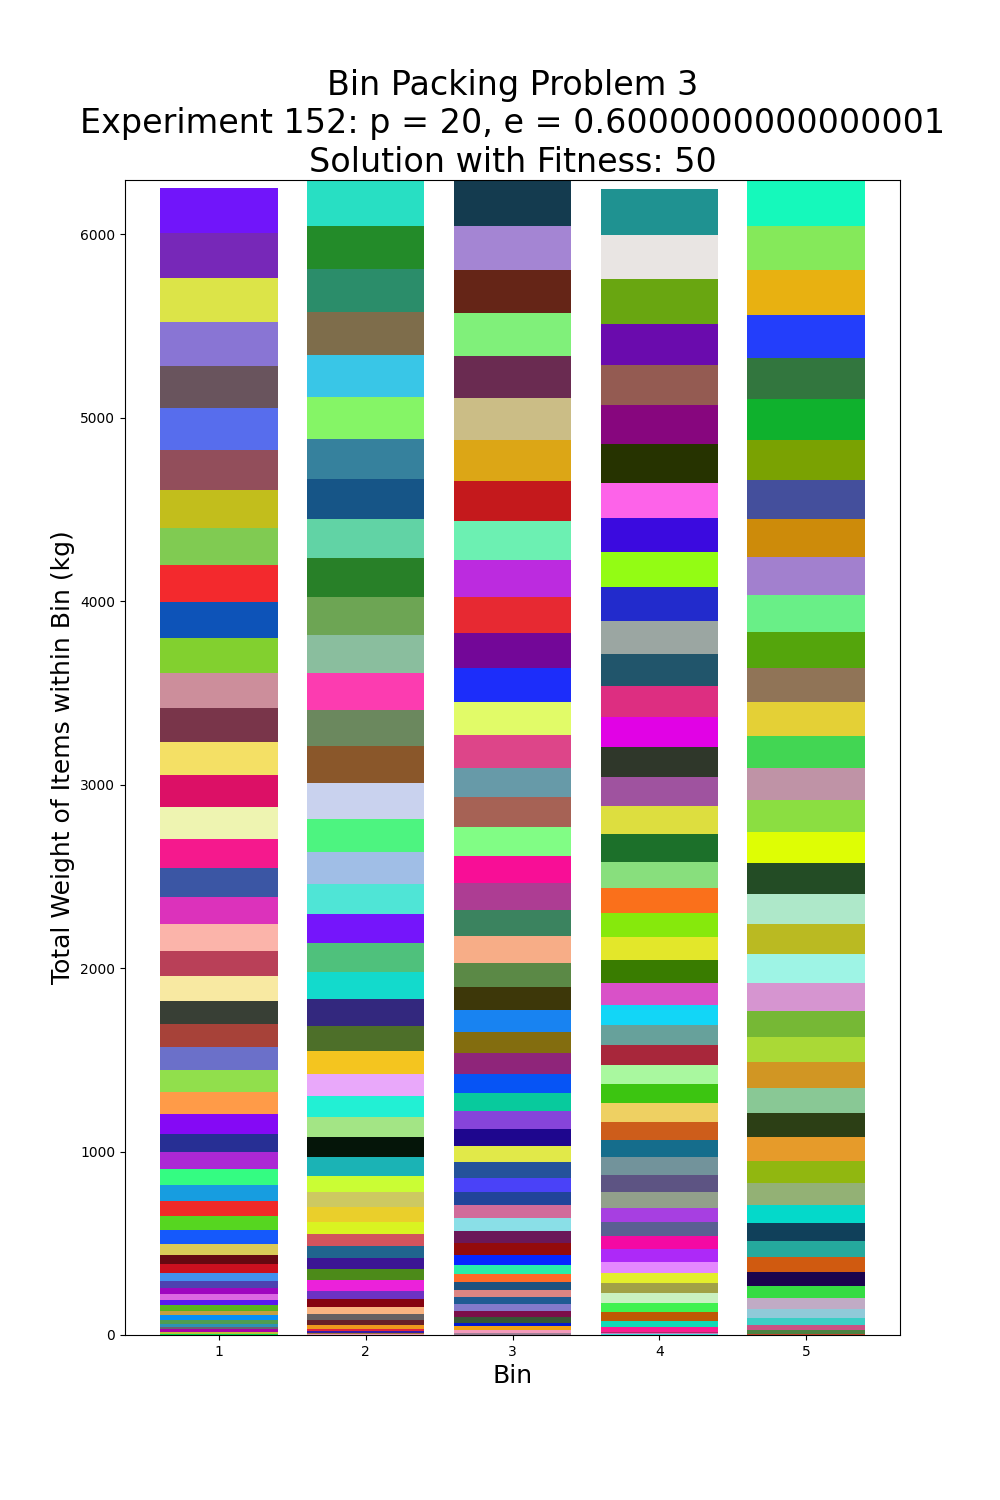 Bin Packing Problem 3
Experiment 152: p = 20, e = 0.6000000000000001
Solution with Fitness: 50
6000
5000
4000
3000
2000
1000
0
Total Weight of Items within Bin (kg)
1 2 3 4 5
Bin